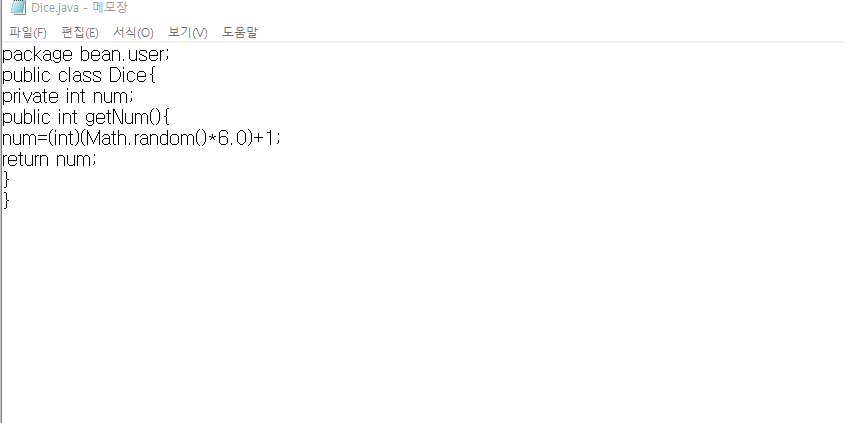 Dice.java - 메모장
파일(F) 편집(E) 서식(O) 보기(V) 도움말
package bean.user;
public class Dice{
private int num;
public int getNum(){
num=(int)(Math.random()*6.0)+1;
return num;
}
}